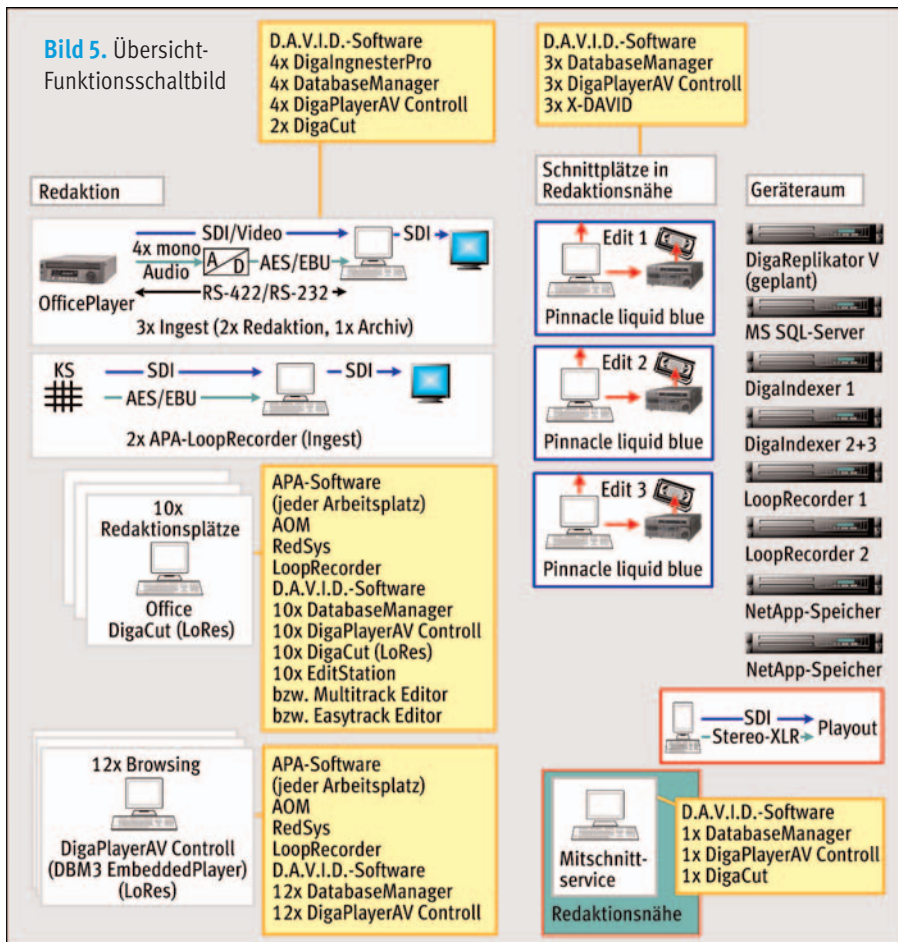 Bild 5. Übersicht-
Funktionsschaltbild
D.A.V.I.D.-Software
4x DigaIngnesterPro
4x DatabaseManager
4x DigaPlayerAV Controll
2x DigaCut
D.A.V.I.D.-Software
3x DatabaseManager
3x DigaPlayerAV Controll
3x X-DAVID
Redaktion
Schnittplätze in
Redaktionsnähe
Geräteraum
SDI/Video
SDI
4x mono
Audio
A
D
AES/EBU
RS-422/RS-232
OfficePlayer
3x Ingest (2x Redaktion, 1x Archiv)
KS
SDI
SDI
AES/EBU
2x APA-LoopRecorder (Ingest)
Edit 1
Pinnacle liquid blue
Edit 2
Pinnacle liquid blue
Edit 3
Pinnacle liquid blue
DigaReplikator V
(geplant)
MS SQL-Server
DigaIndexer 1
DigaIndexer 2+3
LoopRecorder 1
LoopRecorder 2
NetApp-Speicher
NetApp-Speicher
10x
Redaktionsplätze
Office
DigaCut (LoRes)
APA-Software
(jeder Arbeitsplatz)
AOM
RedSys
LoopRecorder
D.A.V.I.D.-Software
10x DatabaseManager
10x DigaPlayerAV Controll
10x DigaCut (LoRes)
10x EditStation
bzw. Multitrack Editor
bzw. Easytrack Editor
SDI
Stereo-XLR
Playout
12x Browsing
DigaPlayerAV Controll
(DBM3 EmbeddedPlayer)
(LoRes)
APA-Software
(jeder Arbeitsplatz)
AOM
RedSys
LoopRecorder
D.A.V.I.D.-Software
12x DatabaseManager
12x DigaPlayerAV Controll
Mitschnitt-
service
Redaktionsnähe
D.A.V.I.D.-Software
1x DatabaseManager
1x DigaPlayerAV Controll
1x DigaCut